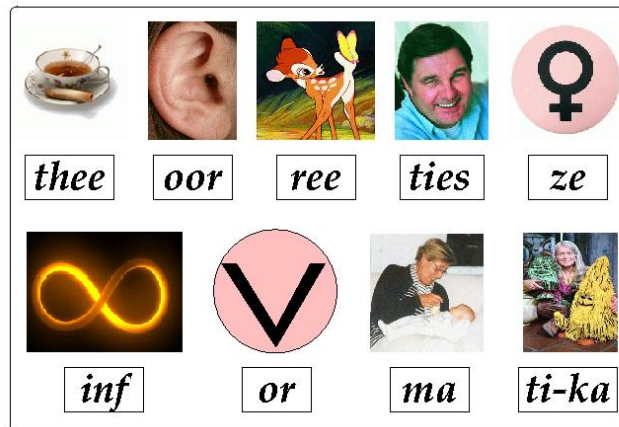 thee oor ree ties ze
inf or ma ti-ka